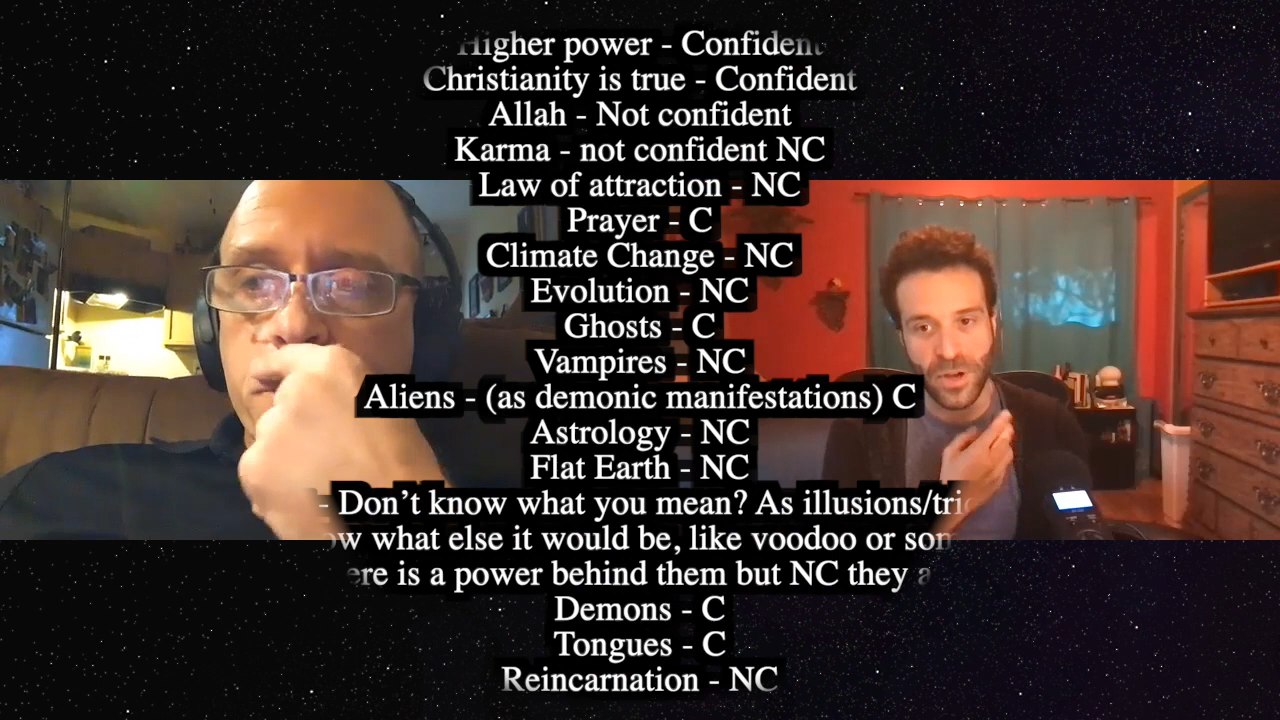 Higher power - Confident
Christianity is true - Confident
Allah - Not confident
Karma - not confident NC
Law of attraction - NC
Prayer - C
Climate Change - NC
Evolution - NC
Ghosts - C
Vampires - NC
Aliens - (as demonic manifestations) C
Astrology - NC
Flat Earth - NC
- Don’t know what you mean? As illusions/tri
what else it would be, like voodoo or
is a power behind them but NC they
Demons - C
Tongues - C
Reincarnation - NC